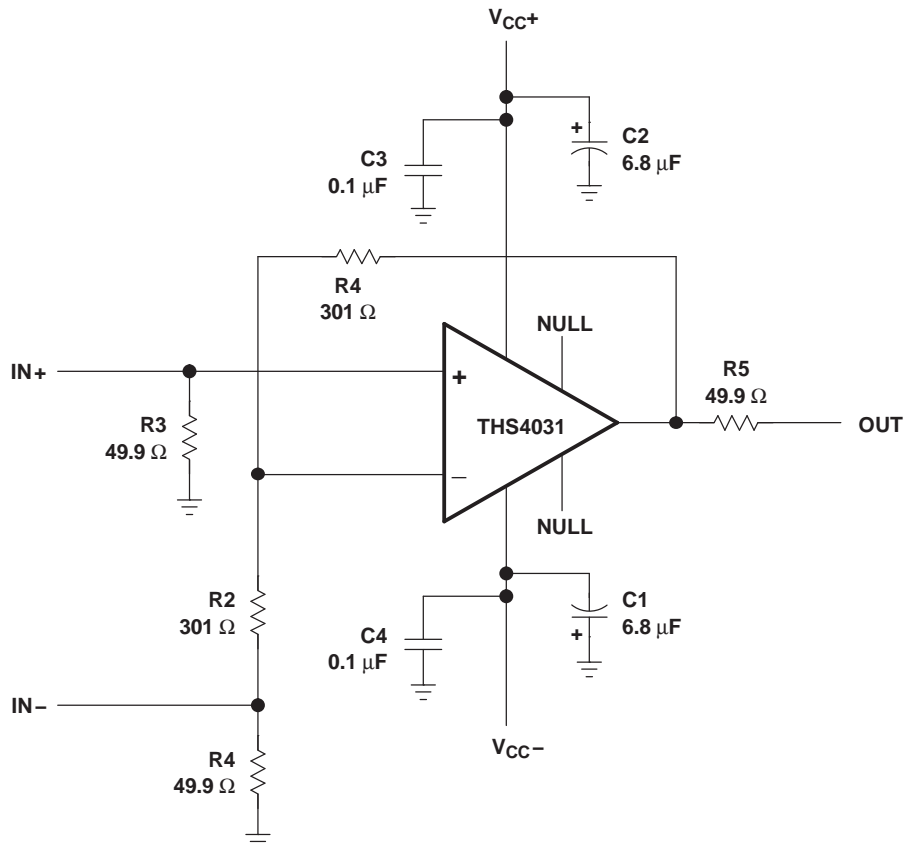 VCC+
C3
0.1 μF
+
C2
6.8 μF
R4
301 Ω
NULL
IN+
+
R5
49.9 Ω
R3
49.9 Ω
THS4031
OUT
–
NULL
R2
301 Ω
C4
0.1 μF
+
C1
6.8 μF
IN–
VCC–
R4
49.9 Ω